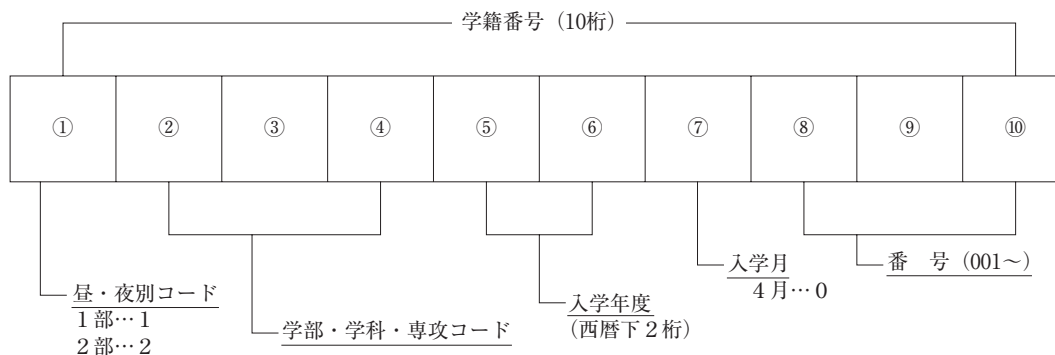 学籍番号（10桁）
① ② ③ ④ ⑤ ⑥ ⑦ ⑧ ⑨ ⑩
昼・夜別コード
１部…１
２部…２
学部・学科・専攻コード
入学年度
（西暦下２桁）
入学月
４月…０
番　号（001～）